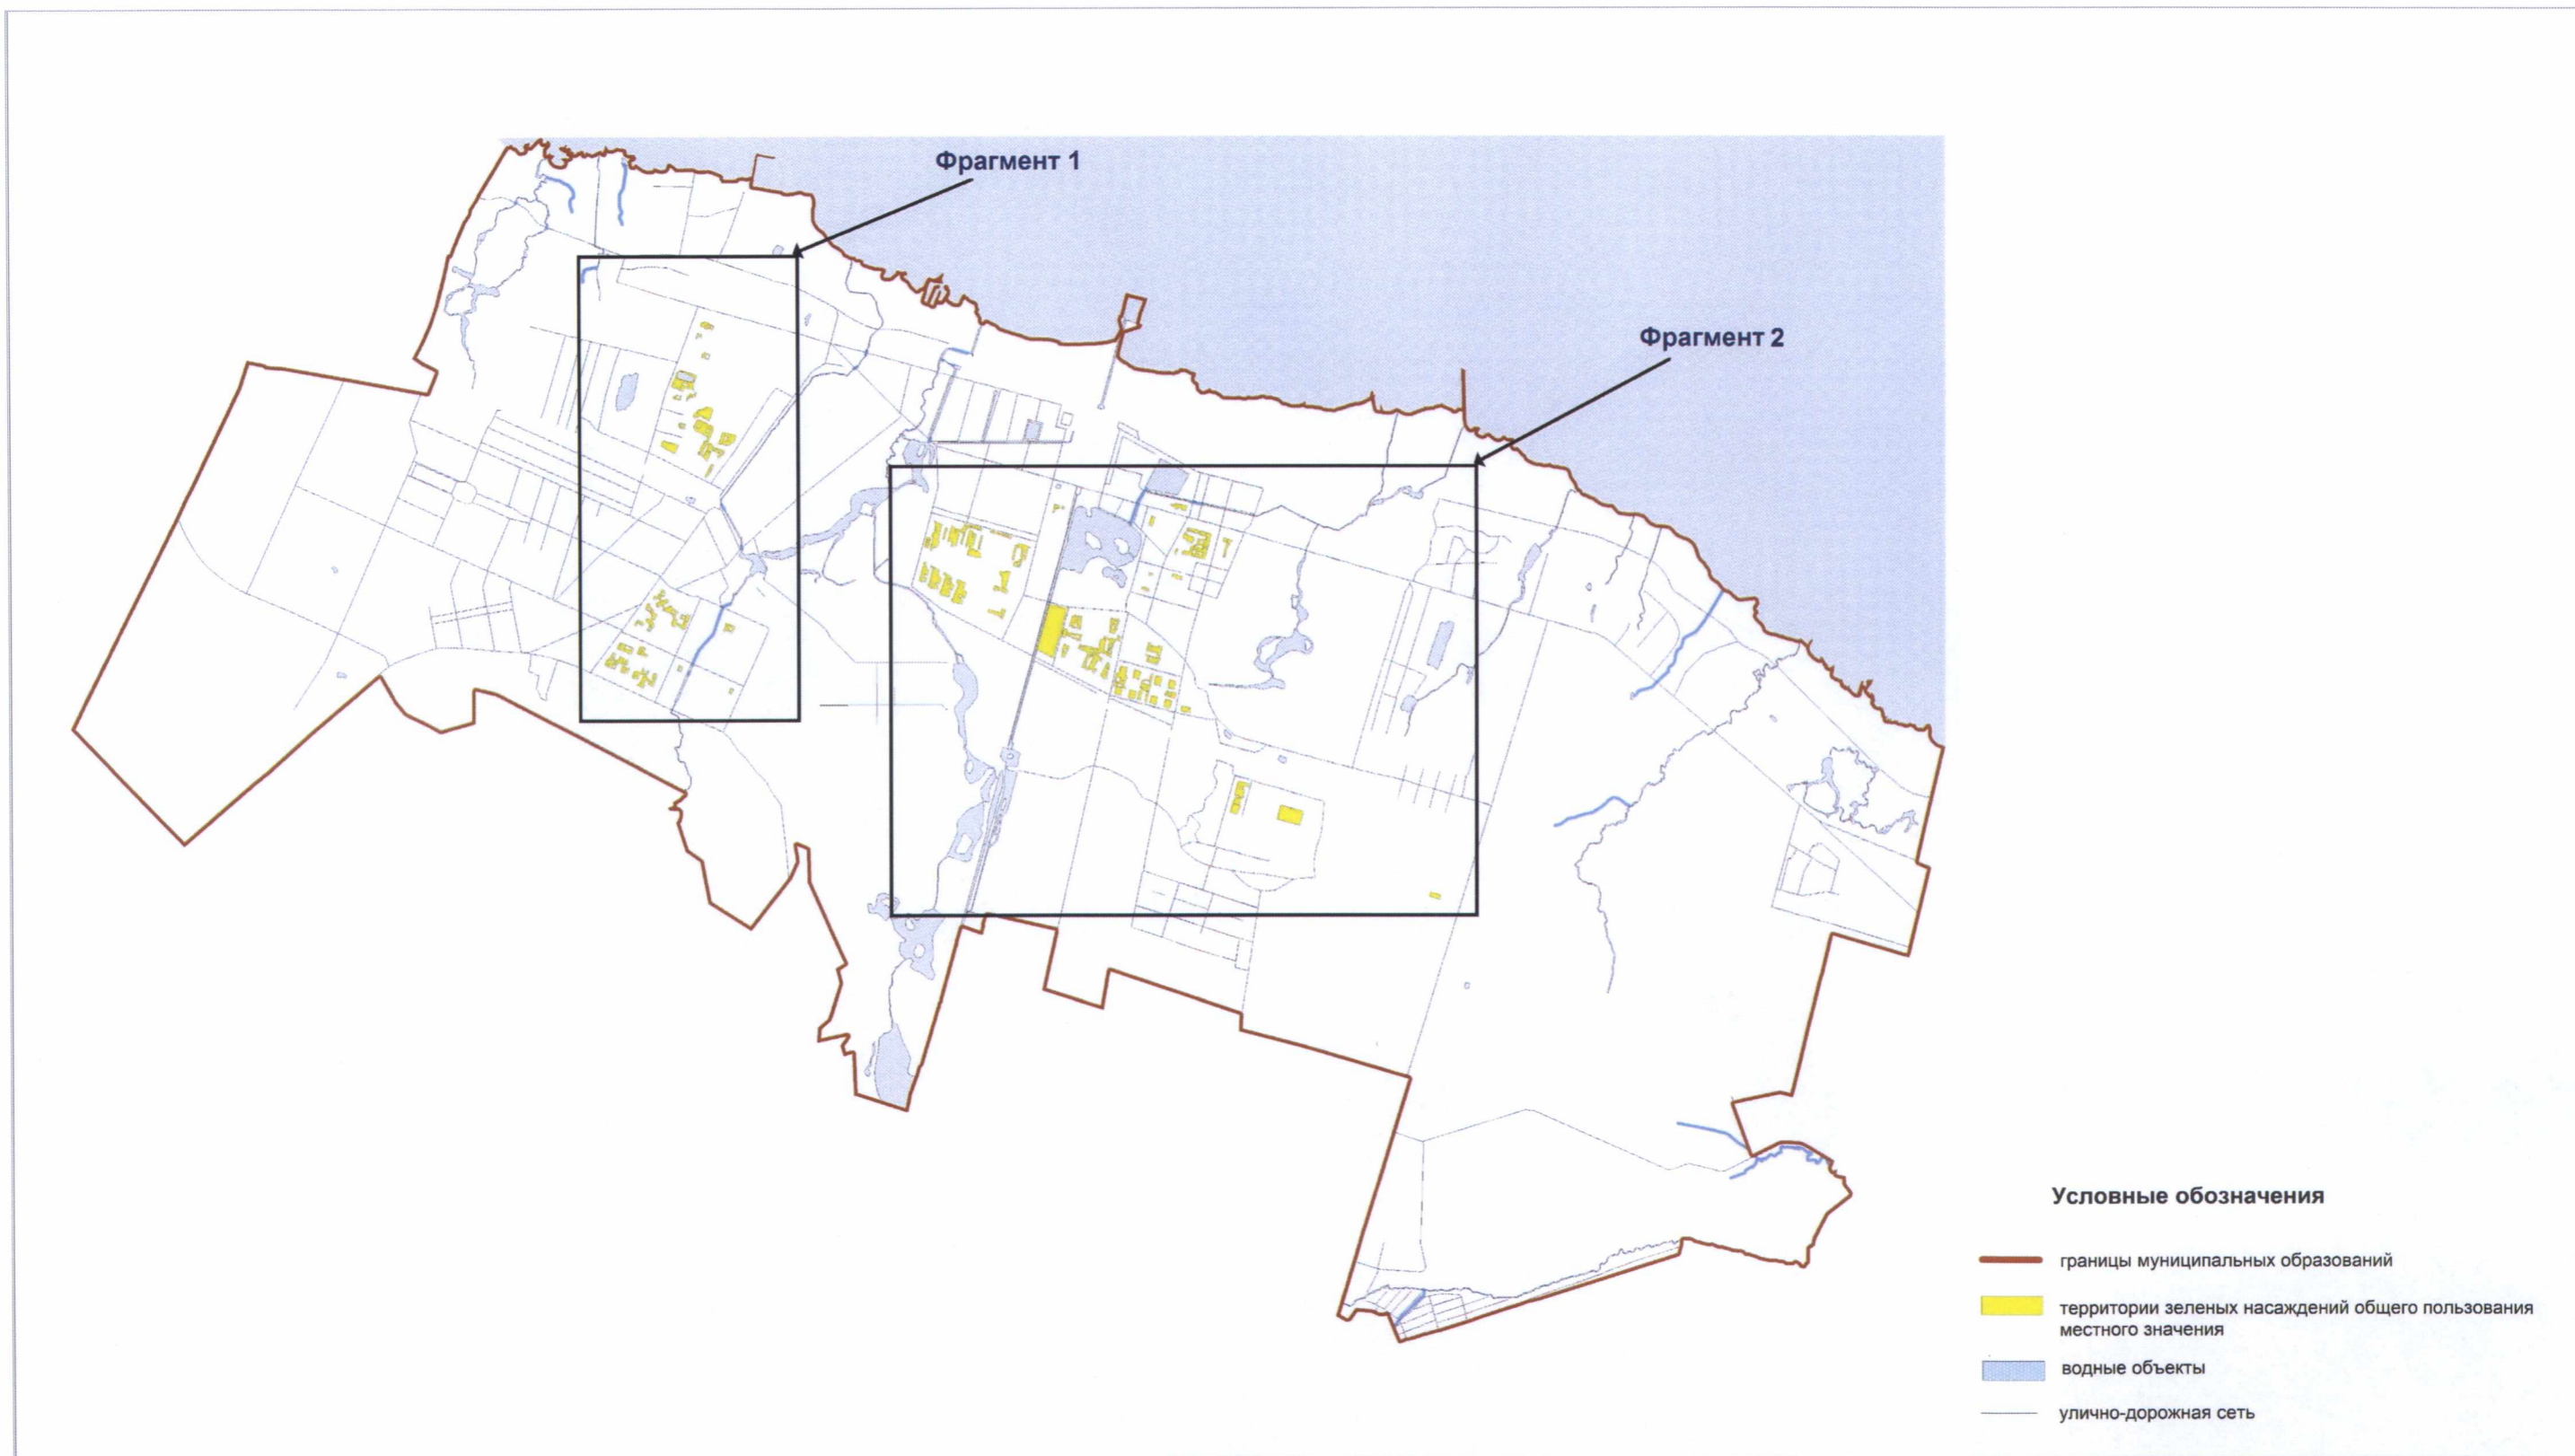 Фрагмент 1
Фрагмент 2
Условные обозначения
границы муниципальных образований
территории зеленых насаждений общего пользования
местного значения
водные объекты
улично-дорожная сеть